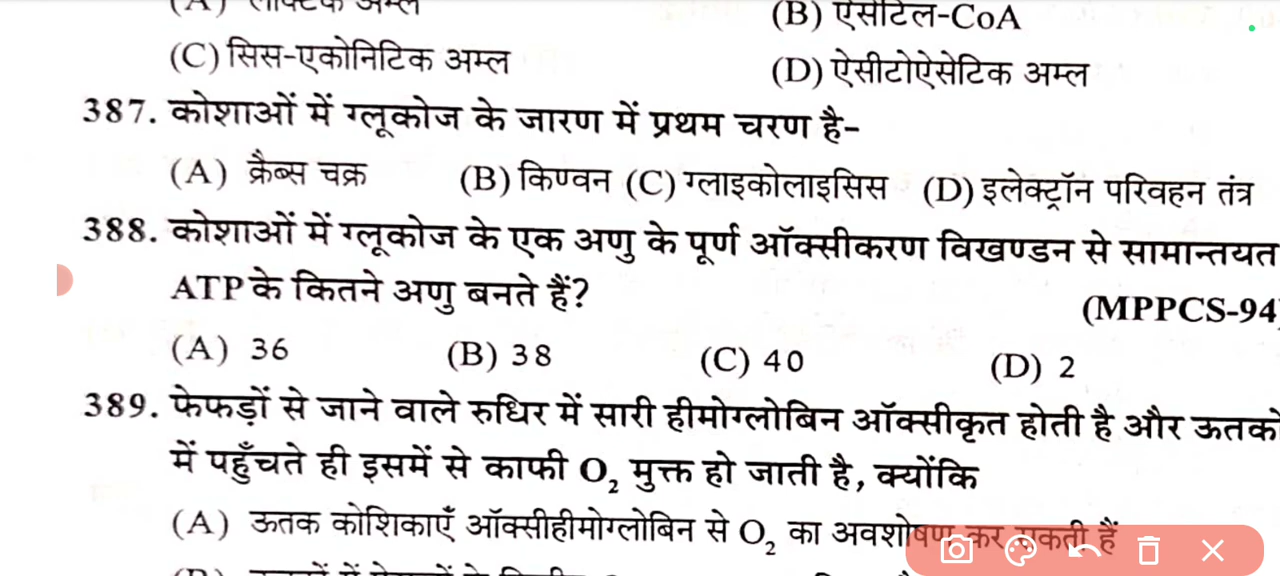 (A) लैक्टिक अम्ल (B) ऐसीटिल-CoA
(C) सिस-एकोनिटिक अम्ल (D) ऐसीटोऐसेटिक अम्ल
387. कोशाओं में ग्लूकोज के जारण में प्रथम चरण है-
(A) क्रैब्स चक्र (B) किण्वन (C) ग्लाइकोलाइसिस (D) इलेक्ट्रॉन परिवहन तंत्र
388. कोशाओं में ग्लूकोज के एक अणु के पूर्ण ऑक्सीकरण विखण्डन से सामान्तयत
ATP के कितने अणु बनते हैं?
(MPPCS-94)
(A) 36 (B) 38 (C) 40 (D) 2
389. फेफड़ों से जाने वाले रुधिर में सारी हीमोग्लोबिन ऑक्सीकृत होती है और ऊतको
में पहुँचते ही इसमें से काफी O₂ मुक्त हो जाती है, क्योंकि
(A) ऊतक कोशिकाएँ ऑक्सीहीमोग्लोबिन से O₂ का अवशोषण कर सकती हैं